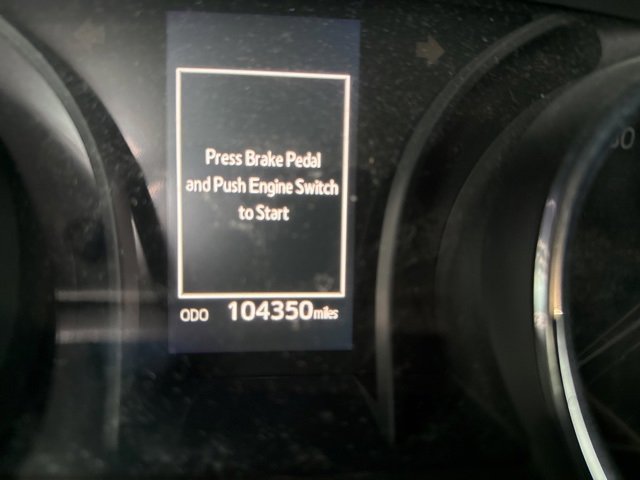 Press Brake Pedal
and Push Engine Switch
to Start
ODO 104350 miles